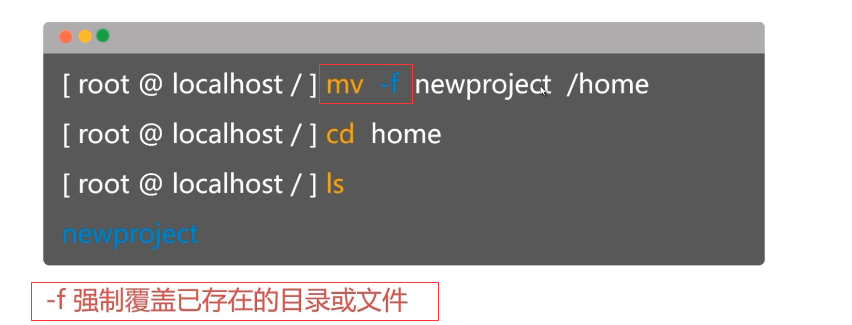 [ root @ localhost / ] mv -f newproject /home
[ root @ localhost / ] cd home
[ root @ localhost / ] ls
newproject
-f 强制覆盖已存在的目录或文件